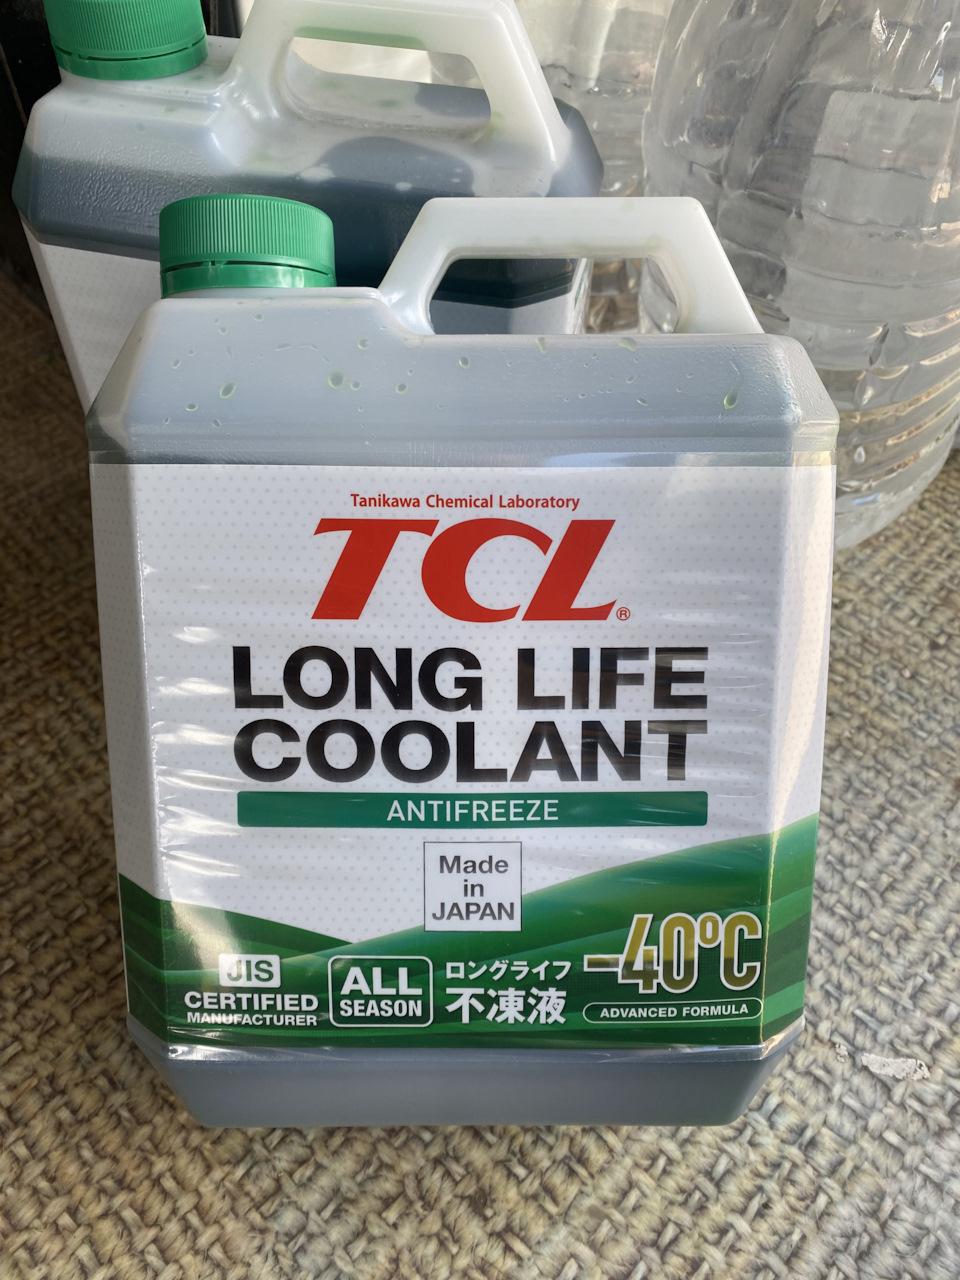 Tanikawa Chemical Laboratory
TCL®
LONG LIFE
COOLANT
ANTIFREEZE
Made
in
JAPAN
JIS
CERTIFIED
MANUFACTURER
ALL
SEASON
ロングライフ
不凍液
-40°C
ADVANCED FORMULA